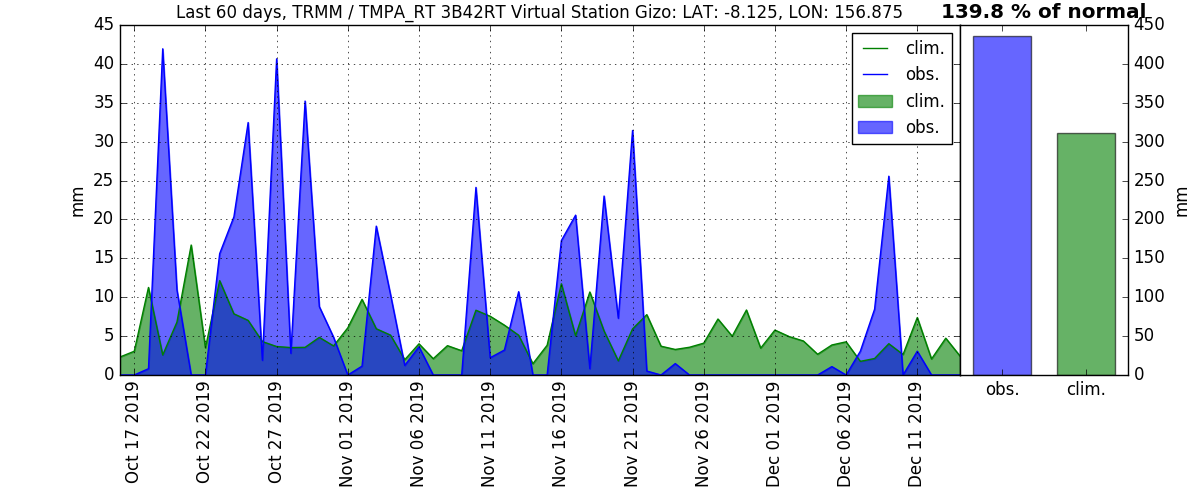 Last 60 days, TRMM / TMPA_RT 3B42RT Virtual Station Gizo: LAT: -8.125, LON: 156.875
139.8 % of normal
45
40
35
30
25
20
15
10
5
0
mm
clim.
obs.
clim.
obs.
450
400
350
300
250
200
150
100
50
0
mm
Oct 17 2019
Oct 22 2019
Oct 27 2019
Nov 01 2019
Nov 06 2019
Nov 11 2019
Nov 16 2019
Nov 21 2019
Nov 26 2019
Dec 01 2019
Dec 06 2019
Dec 11 2019
obs.
clim.